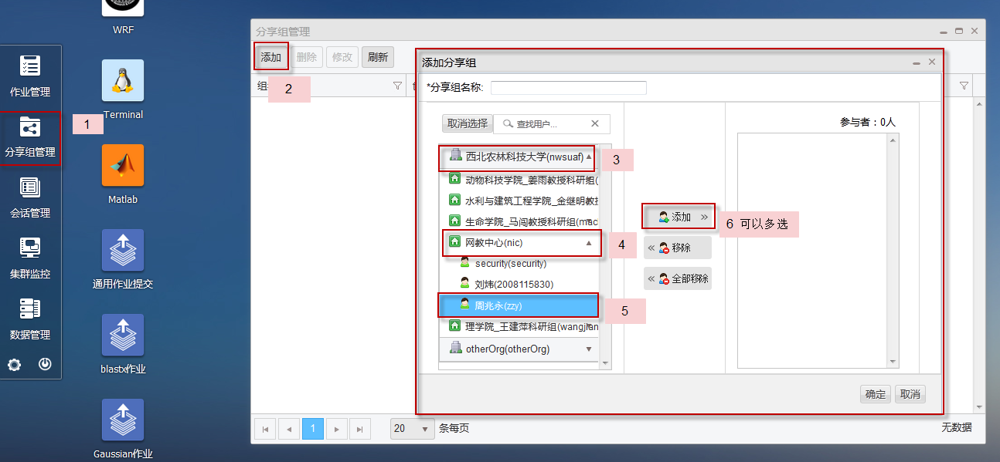 WRF
Terminal
Matlab
通用作业提交
blastx作业
Gaussian作业
作业管理
分享组管理
会话管理
集群监控
数据管理
1
分享组管理
添加
删除
修改
刷新
2
组
添加分享组
*分享组名称:
取消选择
查找用户...
参与者：0人
西北农林科技大学(nwsuaf)
3
动物科技学院_姜雨教授科研组(
水利与建筑工程学院_金继明教授
生命学院_马闯教授科研组(mac
网教中心(nic)
4
security(security)
刘炜(2008115830)
周兆永(zzy)
5
理学院_王建萍科研组(wangjian
otherOrg(otherOrg)
添加 »
6 可以多选
« 移除
« 全部移除
确定
取消
1
20
条每页
无数据